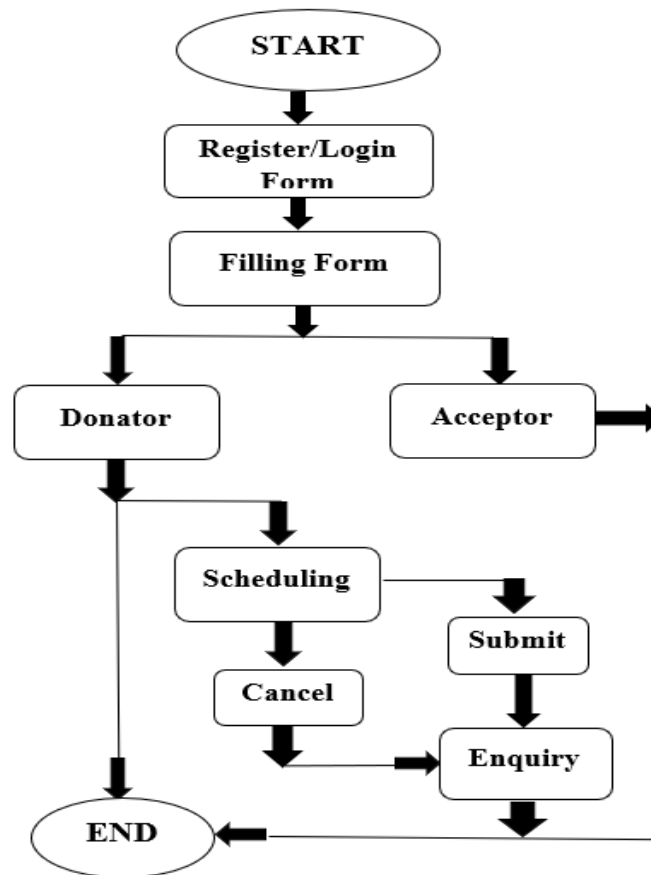 START
Register/Login
Form
Filling Form
Donator
Acceptor
Scheduling
Submit
Cancel
Enquiry
END